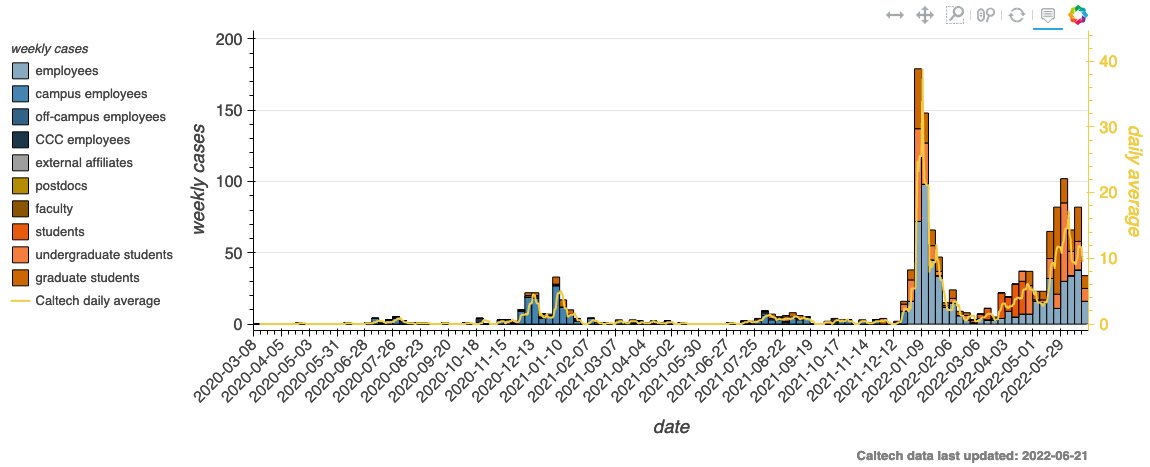 weekly cases
employees
campus employees
off-campus employees
CCC employees
external affiliates
postdocs
faculty
students
undergraduate students
graduate students
Caltech daily average
weekly cases
200
150
100
50
0
40
30
20
10
0
daily average
2020-03-08
2020-04-05
2020-05-03
2020-05-31
2020-06-28
2020-07-26
2020-08-23
2020-09-20
2020-10-18
2020-11-15
2020-12-13
2021-01-10
2021-02-07
2021-03-07
2021-04-04
2021-05-02
2021-05-30
2021-06-27
2021-07-25
2021-08-22
2021-09-19
2021-10-17
2021-11-14
2021-12-12
2022-01-09
2022-02-06
2022-03-06
2022-04-03
2022-05-01
2022-05-29
date
Caltech data last updated: 2022-06-21